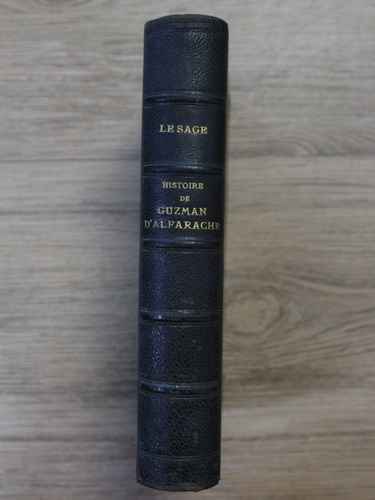 LE SAGE
HISTOIRE
DE
GUZMAN
D'ALFARACHE